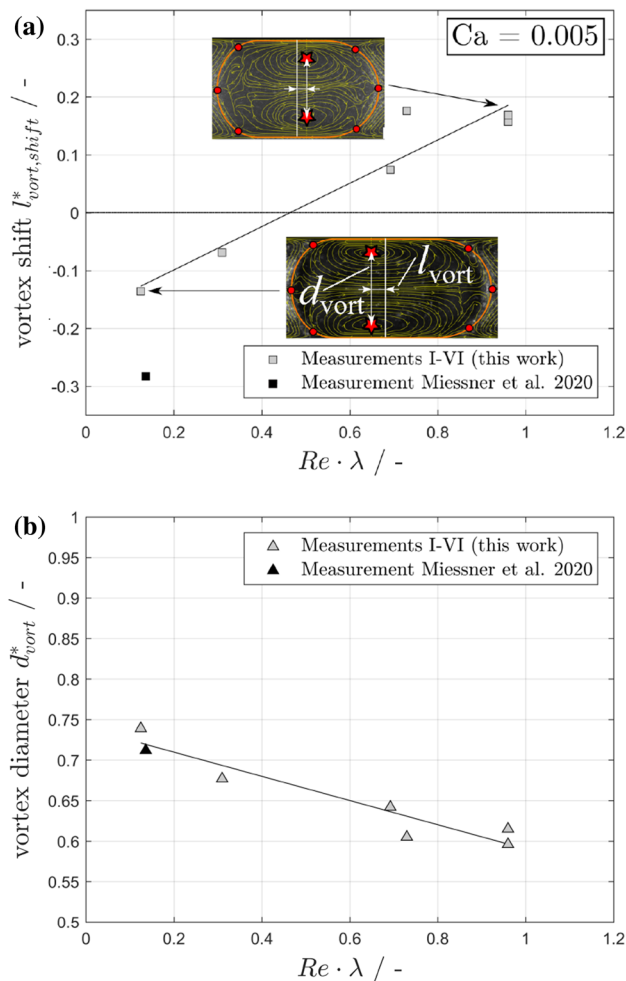 (a)
Ca = 0.005
0.3
0.2
0.1
0
-0.1
-0.2
-0.3
vortex shift l*vort,shift / -
dvort
lvort
Measurements I-VI (this work)
Measurement Miessner et al. 2020
0 0.2 0.4 0.6 0.8 1 1.2
Re · λ / -
(b)
1
0.95
0.9
0.85
0.8
0.75
0.7
0.65
0.6
0.55
0.5
vortex diameter d*vort / -
Measurements I-VI (this work)
Measurement Miessner et al. 2020
0 0.2 0.4 0.6 0.8 1 1.2
Re · λ / -